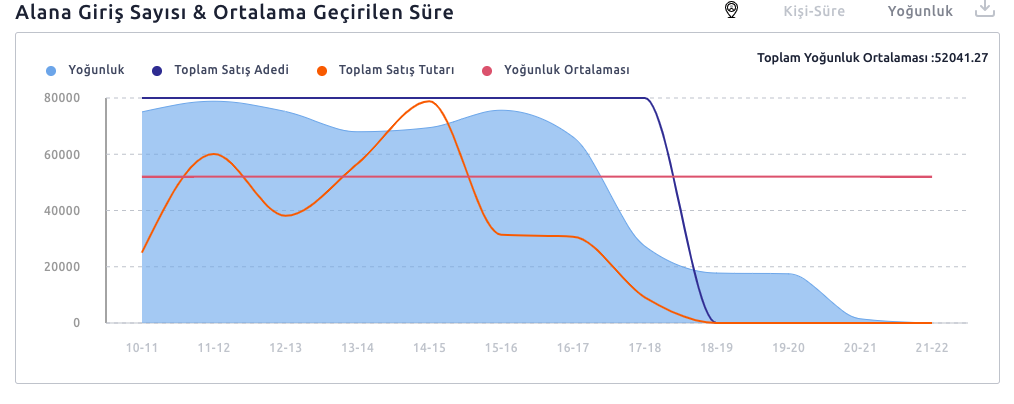 Alana Giriş Sayısı & Ortalama Geçirilen Süre
Kişi-Süre
Yoğunluk
Toplam Yoğunluk Ortalaması :52041.27
Yoğunluk
Toplam Satış Adedi
Toplam Satış Tutarı
Yoğunluk Ortalaması
80000
60000
40000
20000
0
10-11
11-12
12-13
13-14
14-15
15-16
16-17
17-18
18-19
19-20
20-21
21-22